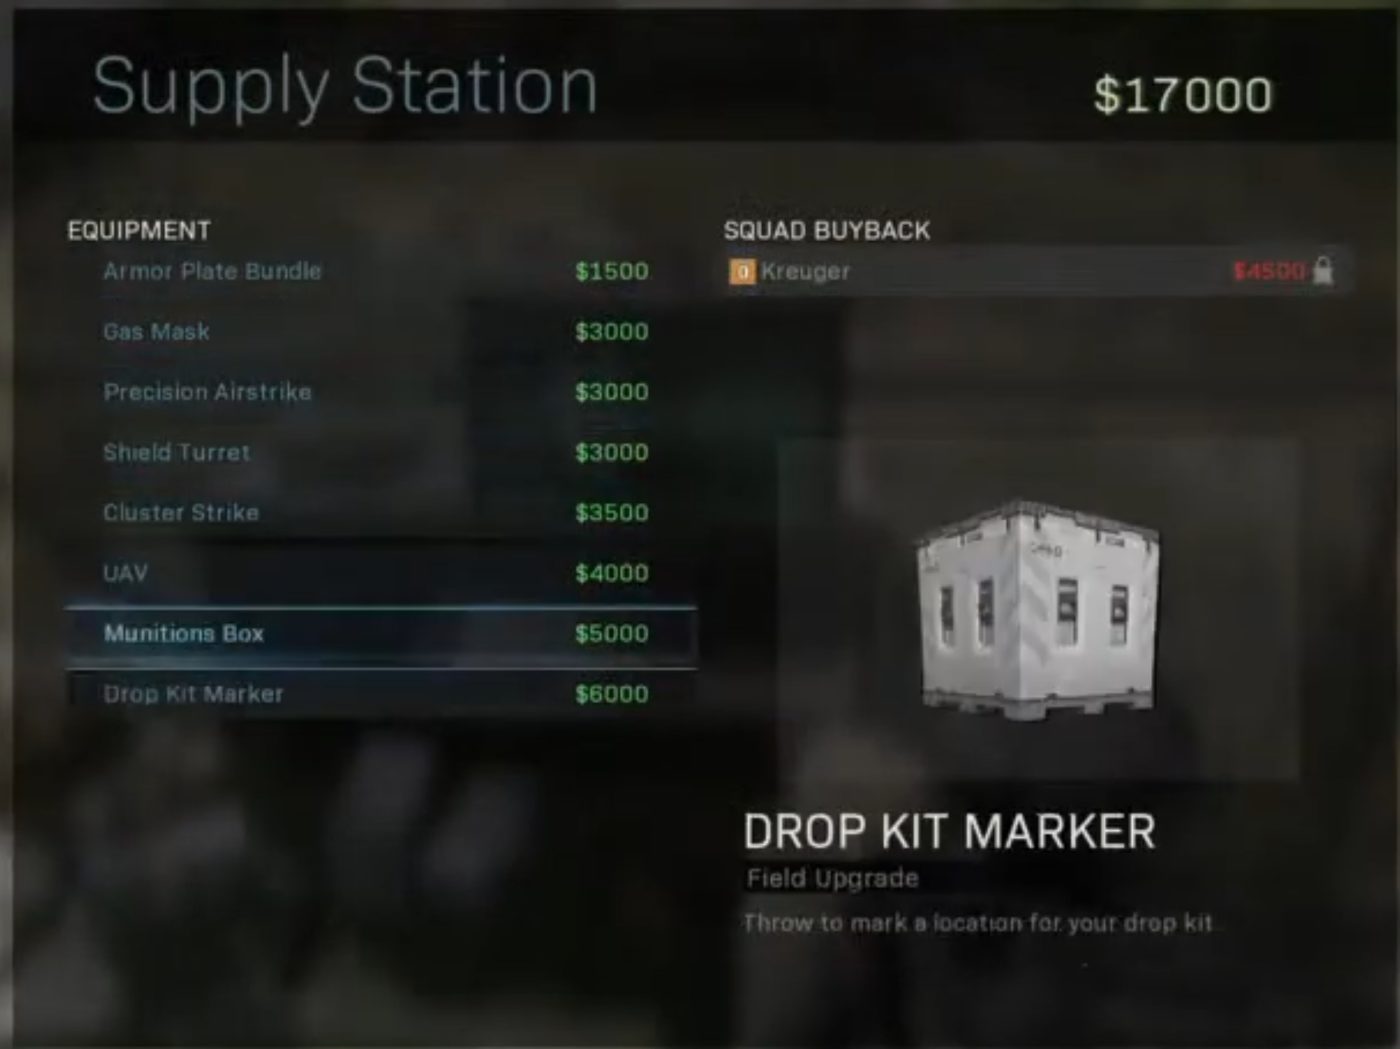 Supply Station
$17000
EQUIPMENT
Armor Plate Bundle $1500
Gas Mask $3000
Precision Airstrike $3000
Shield Turret $3000
Cluster Strike $3500
UAV $4000
Munitions Box $5000
Drop Kit Marker $6000
SQUAD BUYBACK
0 Kreuger $4500
DROP KIT MARKER
Field Upgrade
Throw to mark a location for your drop kit